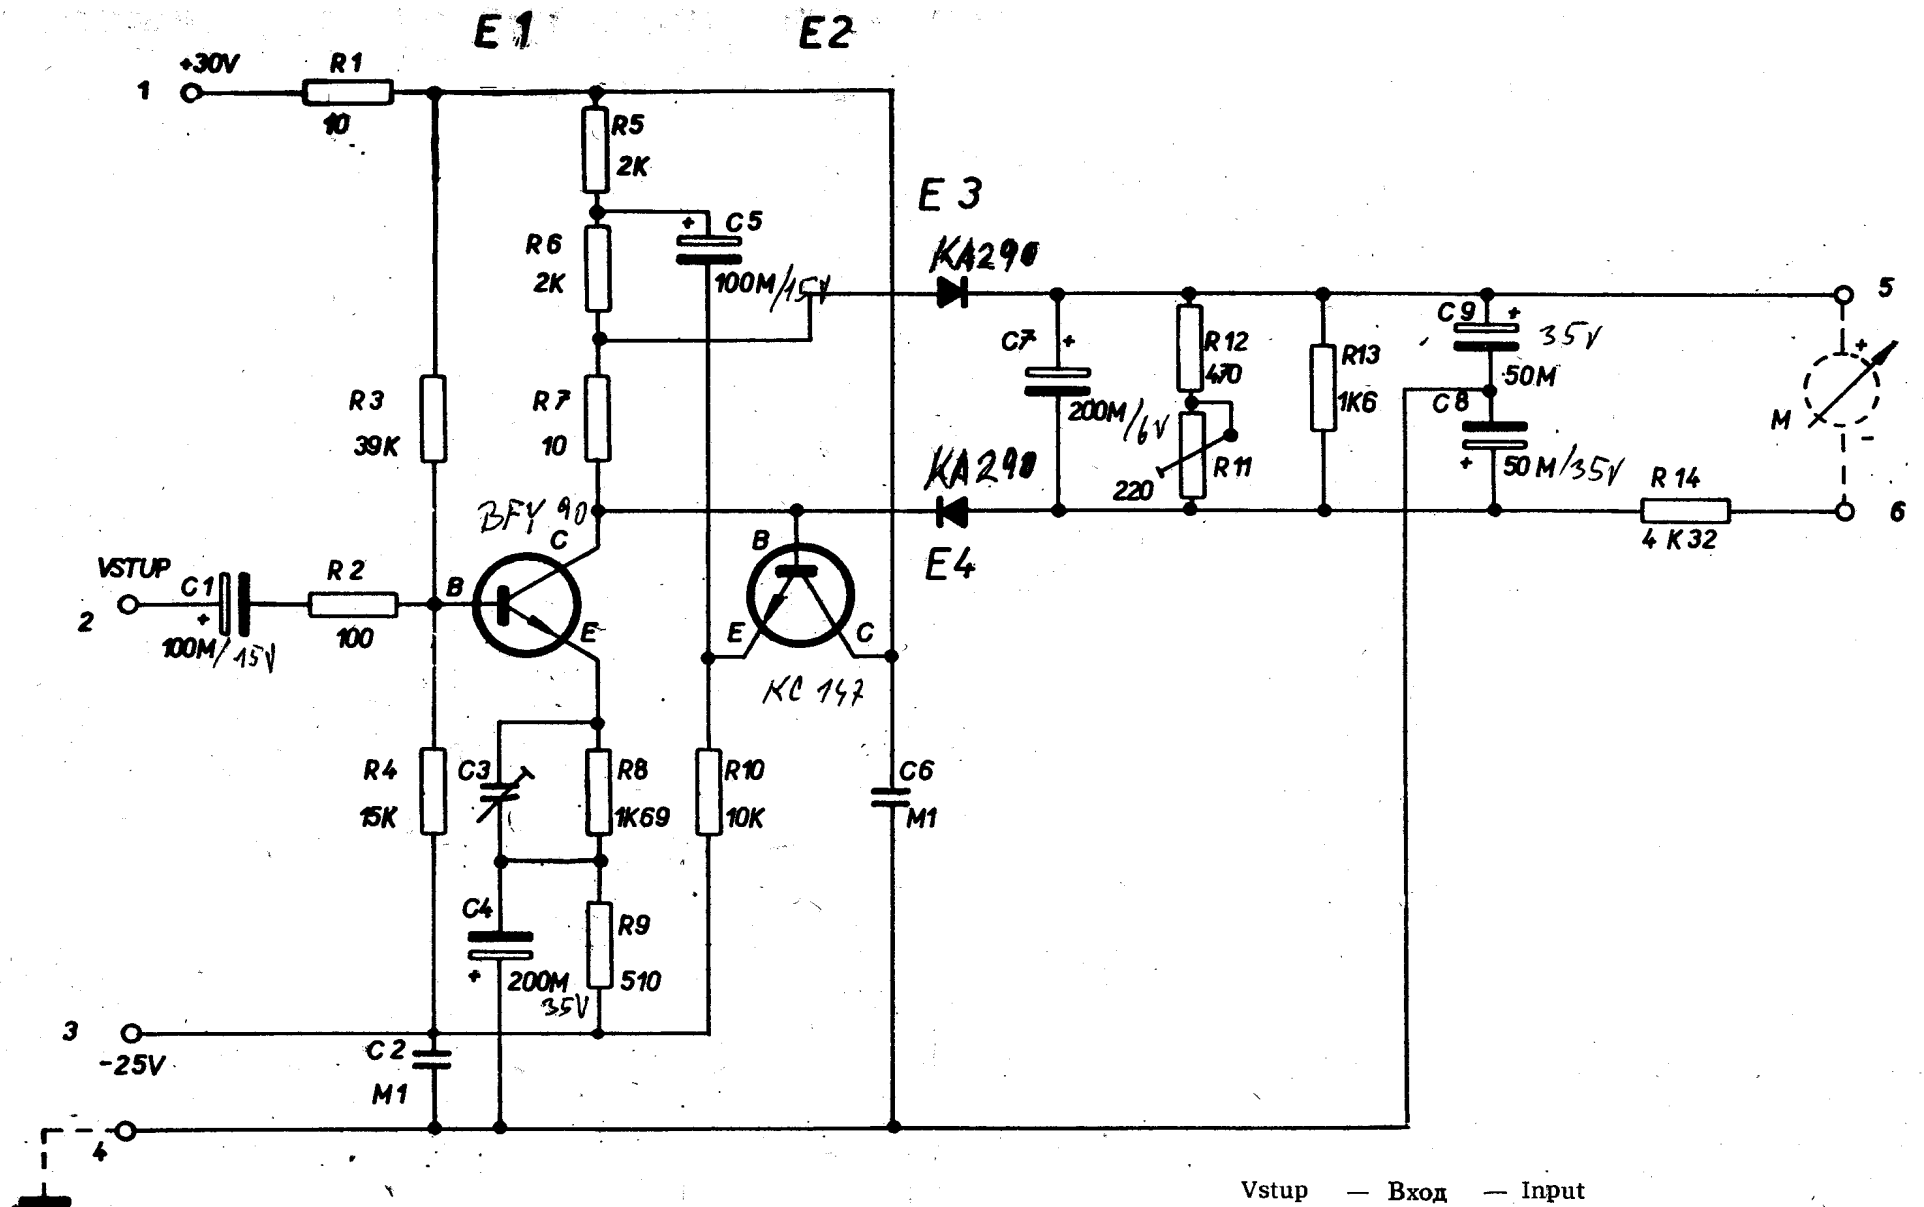 E1 E2
+30V R1
1
10
R5
2K
E3
+ C5
R6
2K
KA290
100M/15V
5
C9 +
35V
C7 +
R12
470
R13
+
50M
R3
R7
1K6
C8
200M/6V
M
39K
10
KA290
R11
-
+
50M/35V
R14
220
BFY 90
6
C
B
4K32
VSTUP
C1
R2
B
E4
2
+
100
E
E
C
100M/15V
KC 147
R4
C3
R8
R10
C6
15K
1K69
10K
M1
C4
R9
+
200M
510
35V
3
C2
-25V
M1
4
Vstup — Вход — Input